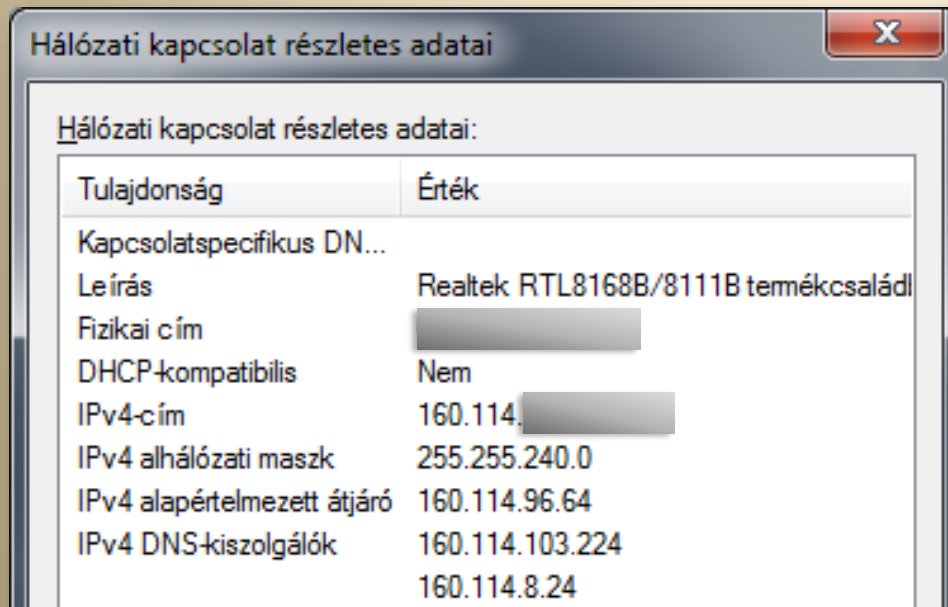 Hálózati kapcsolat részletes adatai
Hálózati kapcsolat részletes adatai:
Tulajdonság Érték
Kapcsolatspecifikus DN...
Leírás Realtek RTL8168B/8111B termékcsaládb
Fizikai cím
DHCP-kompatibilis Nem
IPv4-cím 160.114.
IPv4 alhálózati maszk 255.255.240.0
IPv4 alapértelmezett átjáró 160.114.96.64
IPv4 DNS-kiszolgálók 160.114.103.224
160.114.8.24